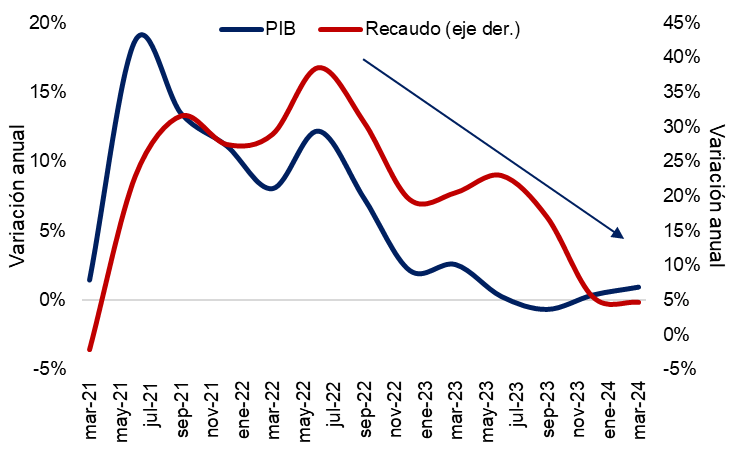 PIB
Recaudo (eje der.)
Variación anual
20%
15%
10%
5%
0%
-5%
45%
40%
35%
30%
25%
20%
15%
10%
5%
0%
-5%
Variación anual
mar-21
may-21
jul-21
sep-21
nov-21
ene-22
mar-22
may-22
jul-22
sep-22
nov-22
ene-23
mar-23
may-23
jul-23
sep-23
nov-23
ene-24
mar-24